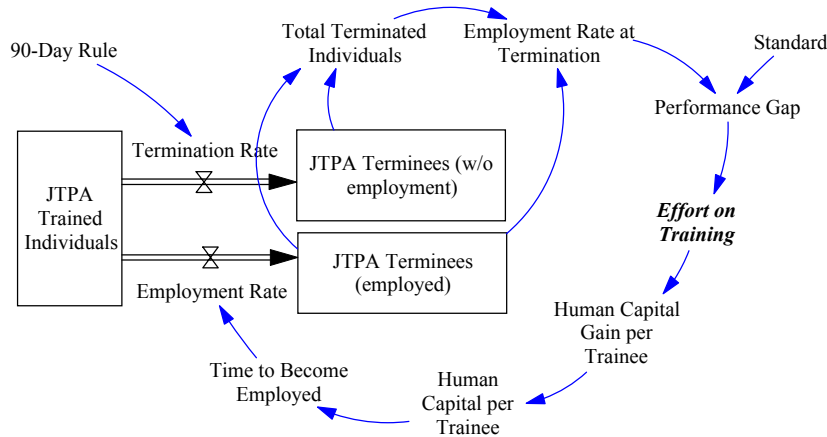 Total Terminated
Individuals
Employment Rate at
Termination
Standard
90-Day Rule
Performance Gap
Termination Rate
JTPA
Trained
Individuals
JTPA Terminees (w/o
employment)
Effort on
Training
JTPA Terminees
(employed)
Employment Rate
Human Capital
Gain per
Trainee
Time to Become
Employed
Human
Capital per
Trainee